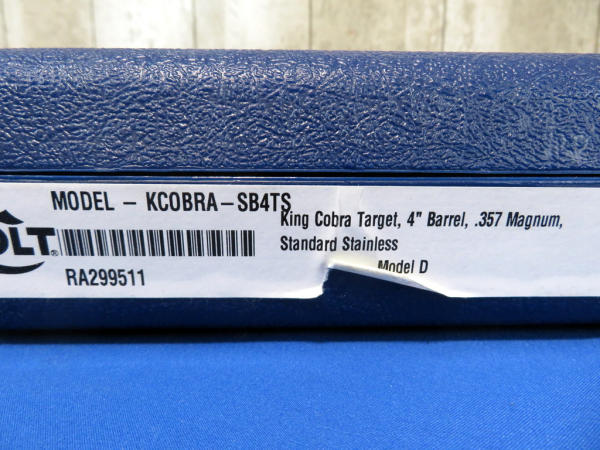 MODEL - KCOBRA-SB4TS
OLT®
RA299511
King Cobra Target, 4" Barrel, .357 Magnum,
Standard Stainless
Model D